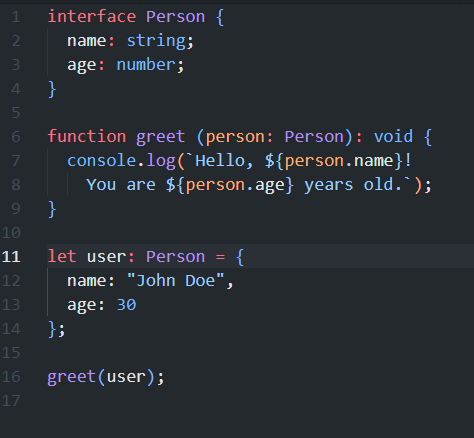 1 interface Person {
2   name: string;
3   age: number;
4 }
5
6 function greet (person: Person): void {
7   console.log(`Hello, ${person.name}!
8     You are ${person.age} years old.`);
9 }
10
11 let user: Person = {
12   name: "John Doe",
13   age: 30
14 };
15
16 greet(user);
17